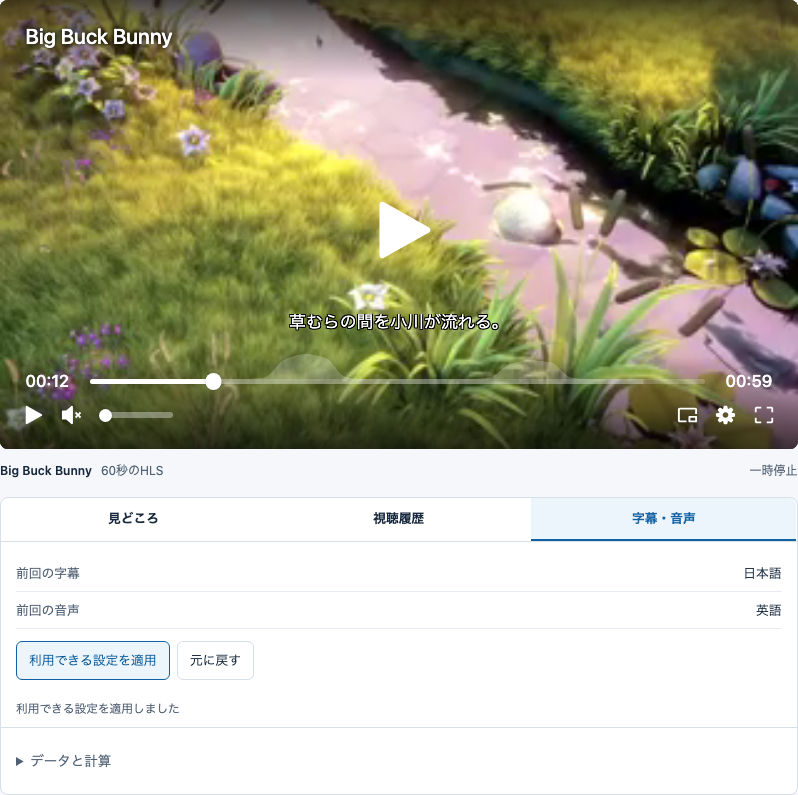 Big Buck Bunny
草むらの間を小川が流れる。
00:12
00:59
Big Buck Bunny 60秒のHLS
一時停止
見どころ
視聴履歴
字幕・音声
前回の字幕
日本語
前回の音声
英語
利用できる設定を適用
元に戻す
利用できる設定を適用しました
データと計算